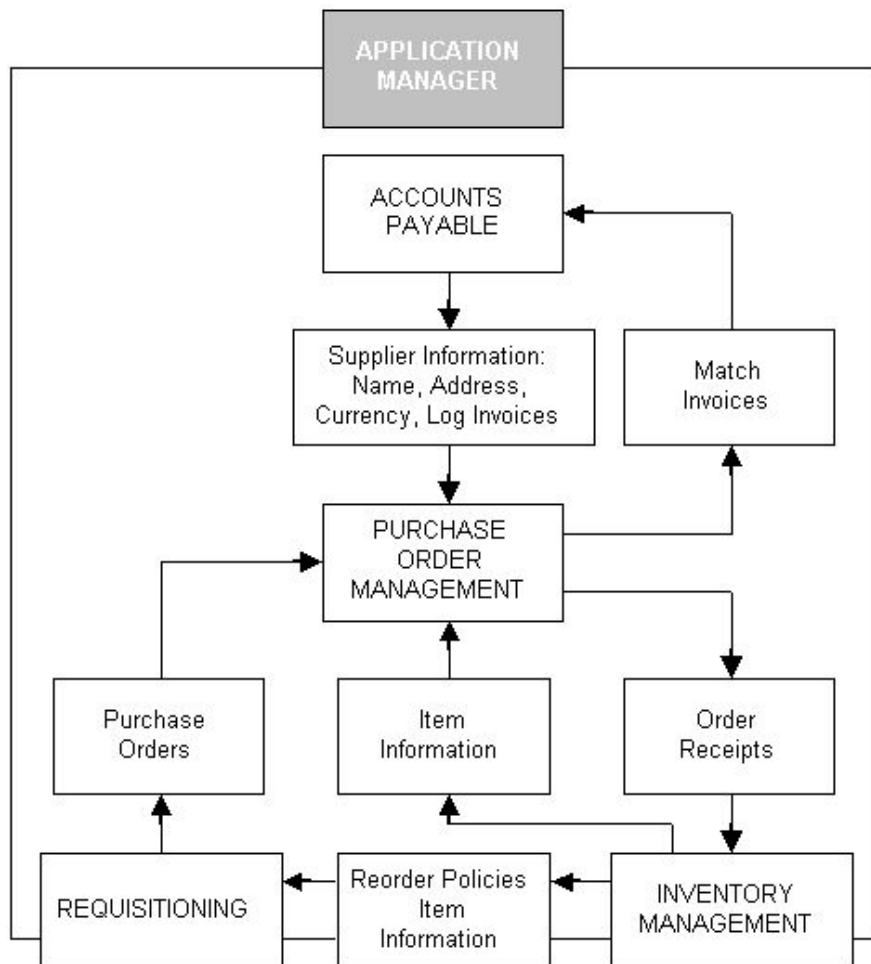 APPLICATION
MANAGER
ACCOUNTS
PAYABLE
Supplier Information:
Name, Address,
Currency, Log Invoices
Match
Invoices
PURCHASE
ORDER
MANAGEMENT
Purchase
Orders
Item
Information
Order
Receipts
REQUISITIONING
Reorder Policies
Item
Information
INVENTORY
MANAGEMENT